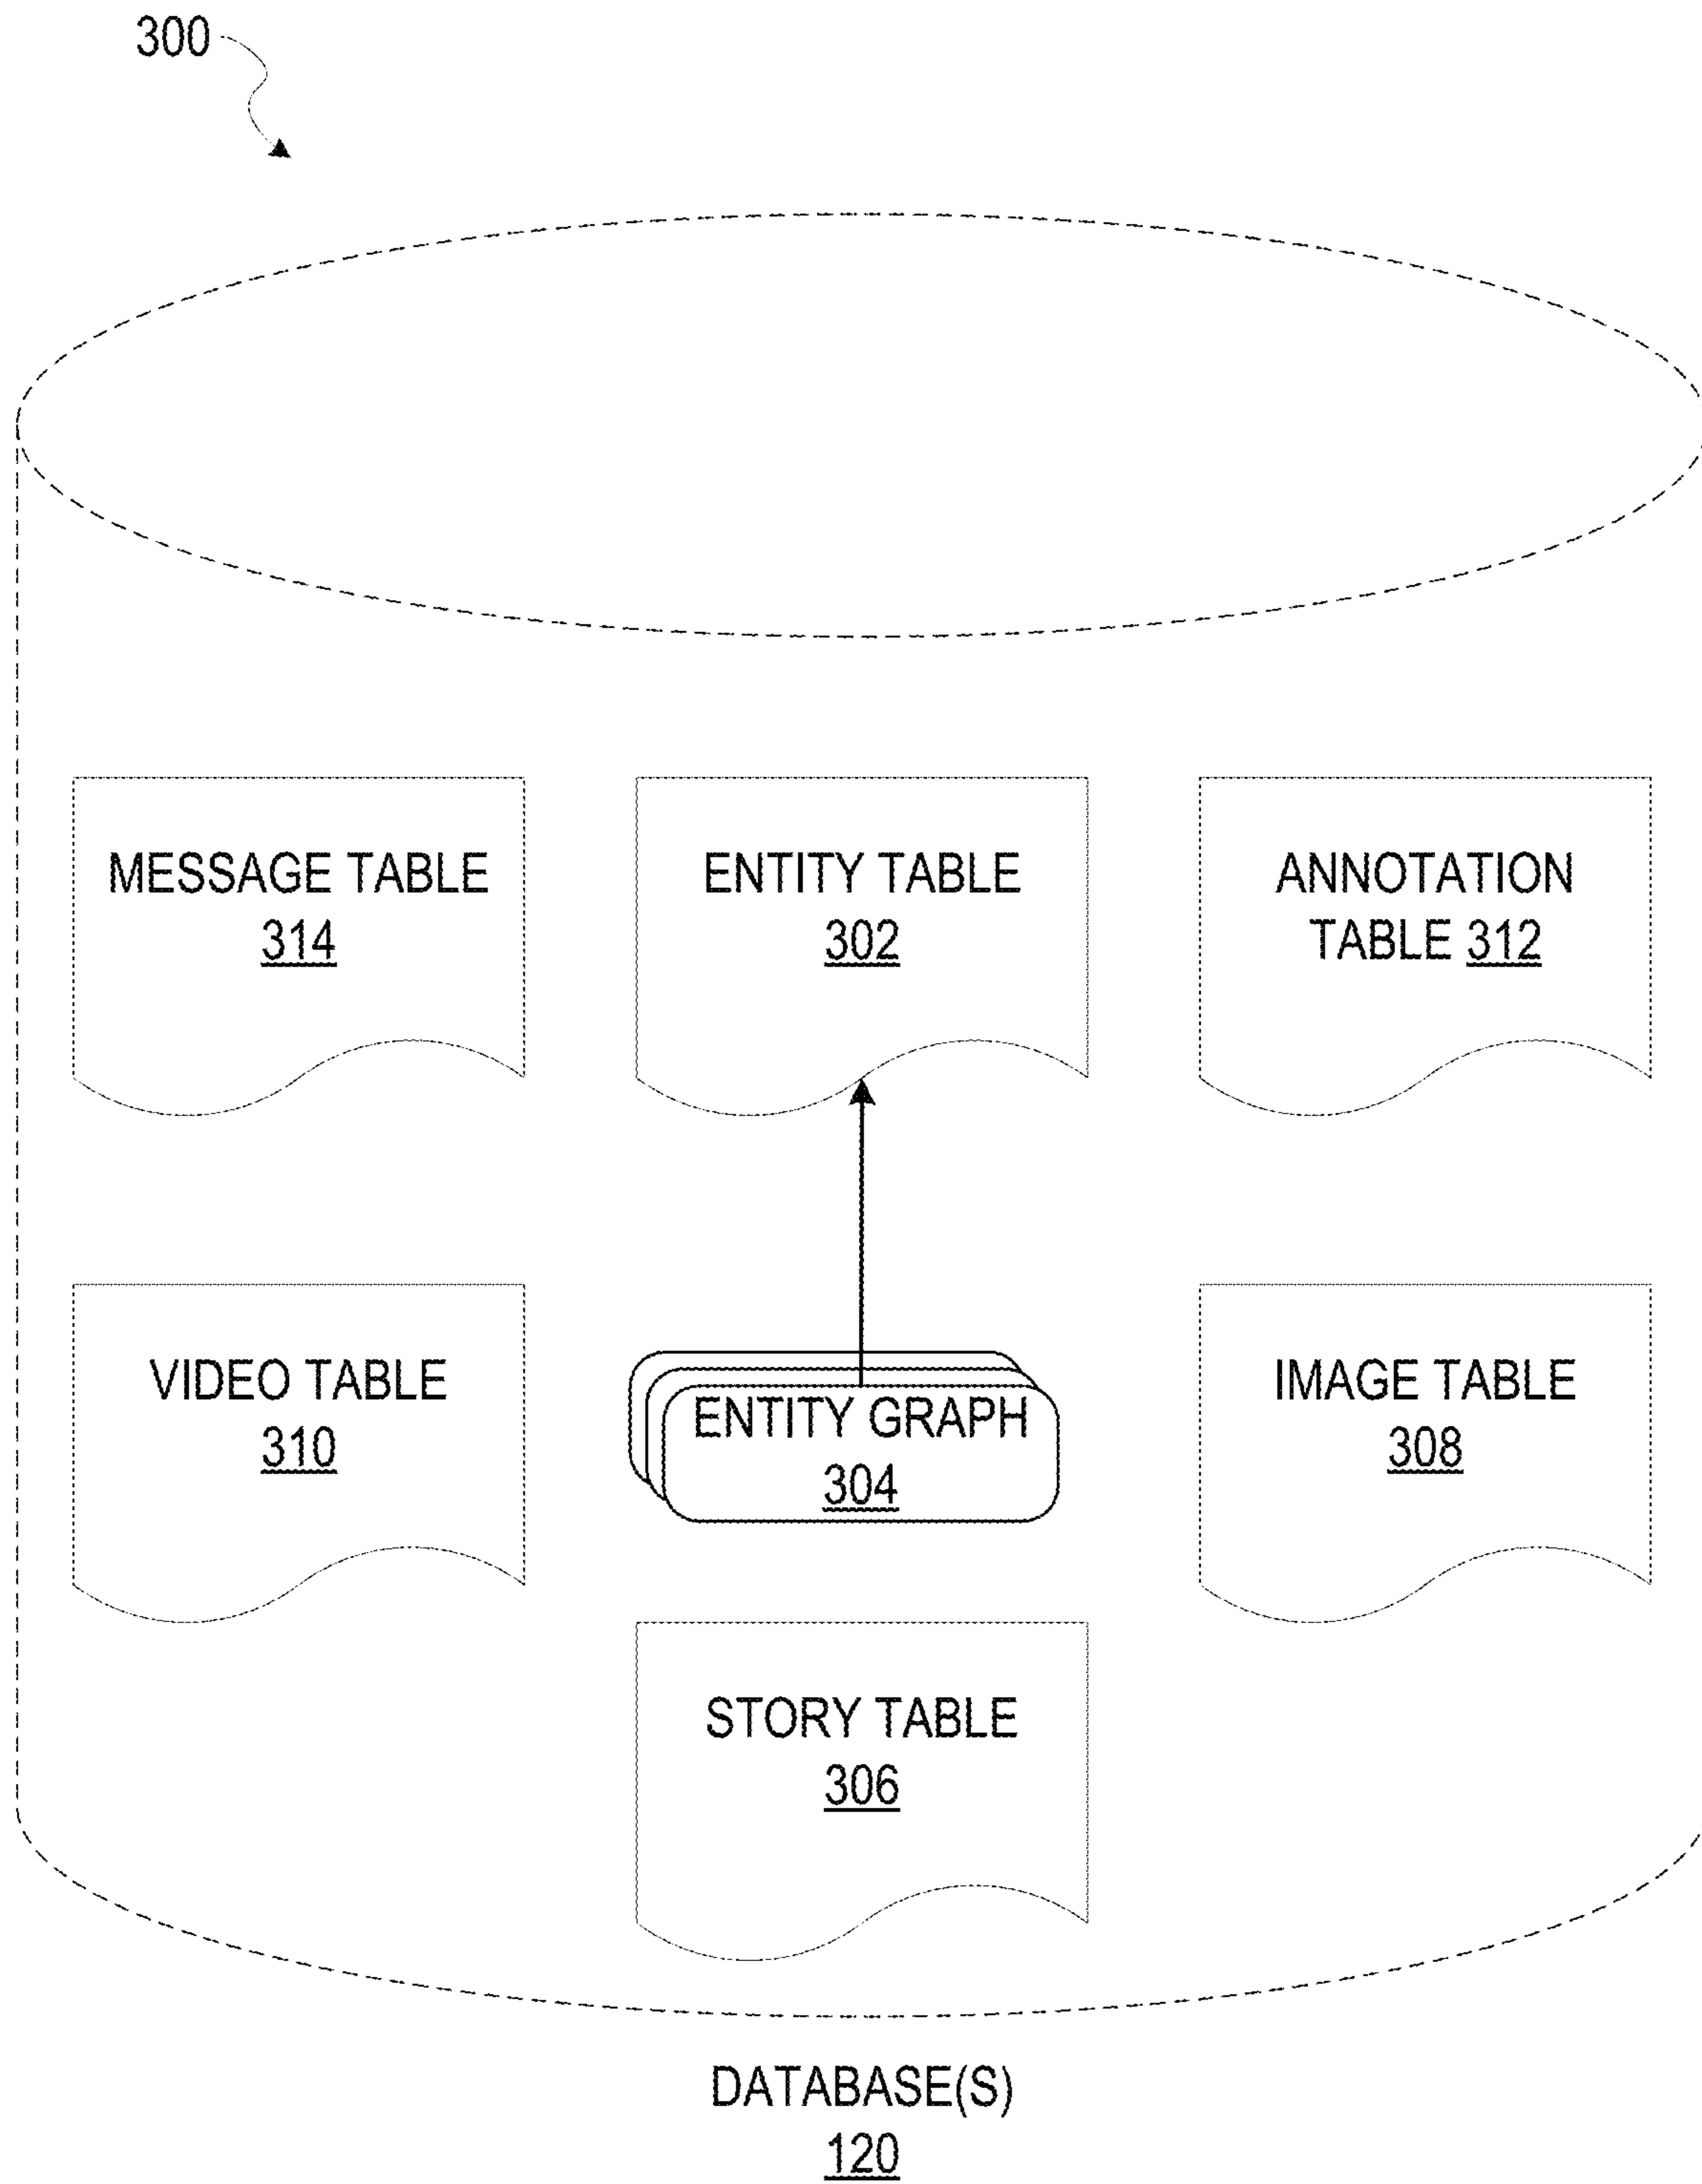 300
MESSAGE TABLE
314
ENTITY TABLE
302
ANNOTATION
TABLE 312
VIDEO TABLE
310
ENTITY GRAPH
304
IMAGE TABLE
308
STORY TABLE
306
DATABASE(S)
120